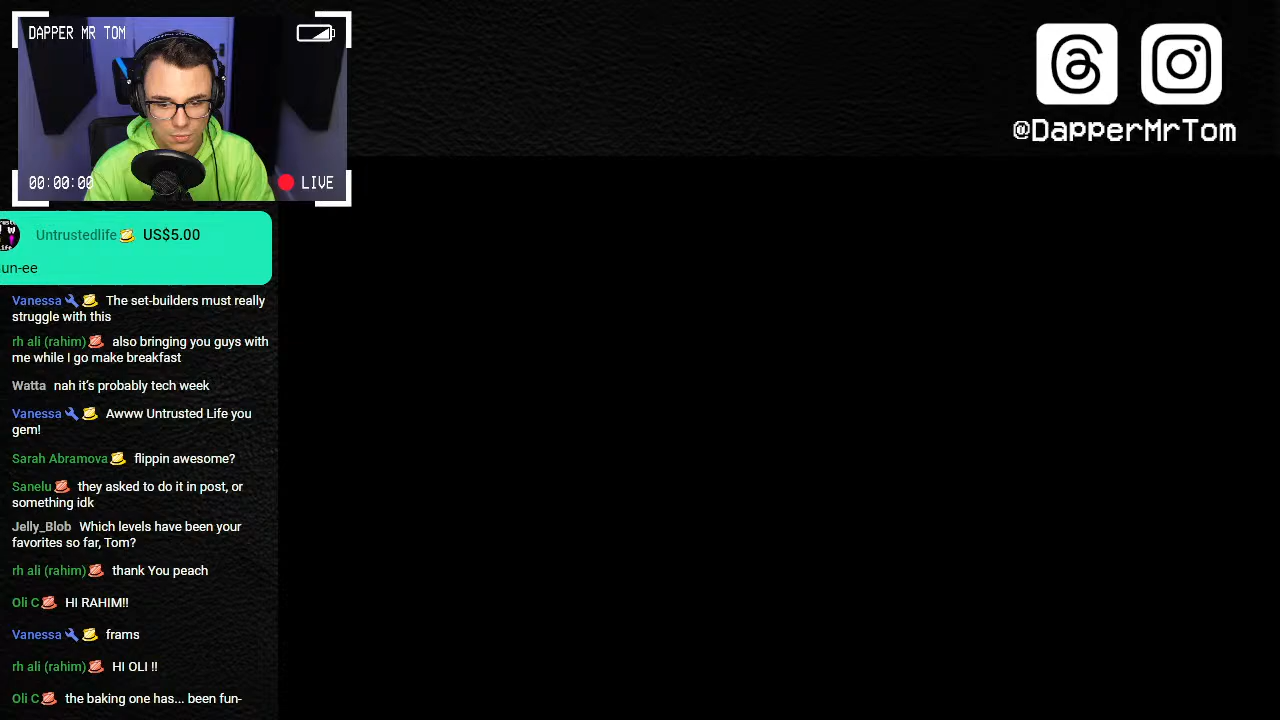 DAPPER MR TOM
00:00:00
LIVE
@DapperMrTom
Untrustedlife US$5.00
un-ee
Vanessa The set-builders must really
struggle with this
rh ali (rahim) also bringing you guys with
me while I go make breakfast
Watta nah it's probably tech week
Vanessa Awww Untrusted Life you
gem!
Sarah Abramova flippin awesome?
Sanelu they asked to do it in post, or
something idk
Jelly_Blob Which levels have been your
favorites so far, Tom?
rh ali (rahim) thank You peach
Oli C HI RAHIM!!
Vanessa frams
rh ali (rahim) HI OLI !!
Oli C the baking one has... been fun-